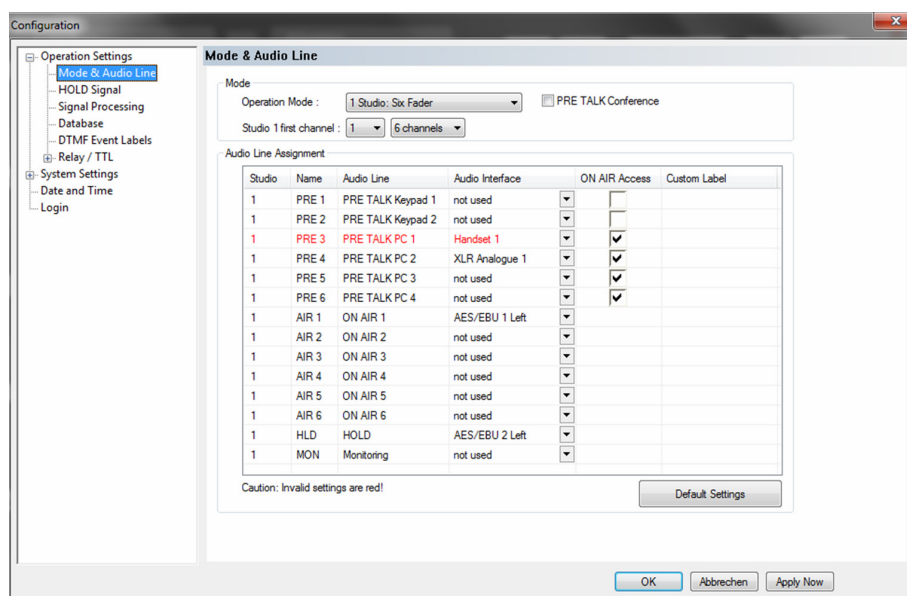 Configuration
Operation Settings
Mode & Audio Line
HOLD Signal
Signal Processing
Database
DTMF Event Labels
Relay / TTL
System Settings
Date and Time
Login
Mode & Audio Line
Mode
Operation Mode : 1 Studio: Six Fader PRE TALK Conference
Studio 1 first channel : 1 6 channels
Audio Line Assignment
Studio Name Audio Line Audio Interface ON AIR Access Custom Label
1 PRE 1 PRE TALK Keypad 1 not used
1 PRE 2 PRE TALK Keypad 2 not used
1 PRE 3 PRE TALK PC 1 Handset 1
1 PRE 4 PRE TALK PC 2 XLR Analogue 1
1 PRE 5 PRE TALK PC 3 not used
1 PRE 6 PRE TALK PC 4 not used
1 AIR 1 ON AIR 1 AES/EBU 1 Left
1 AIR 2 ON AIR 2 not used
1 AIR 3 ON AIR 3 not used
1 AIR 4 ON AIR 4 not used
1 AIR 5 ON AIR 5 not used
1 AIR 6 ON AIR 6 not used
1 HLD HOLD AES/EBU 2 Left
1 MON Monitoring not used
Caution: Invalid settings are red!
Default Settings
OK Abbrechen Apply Now